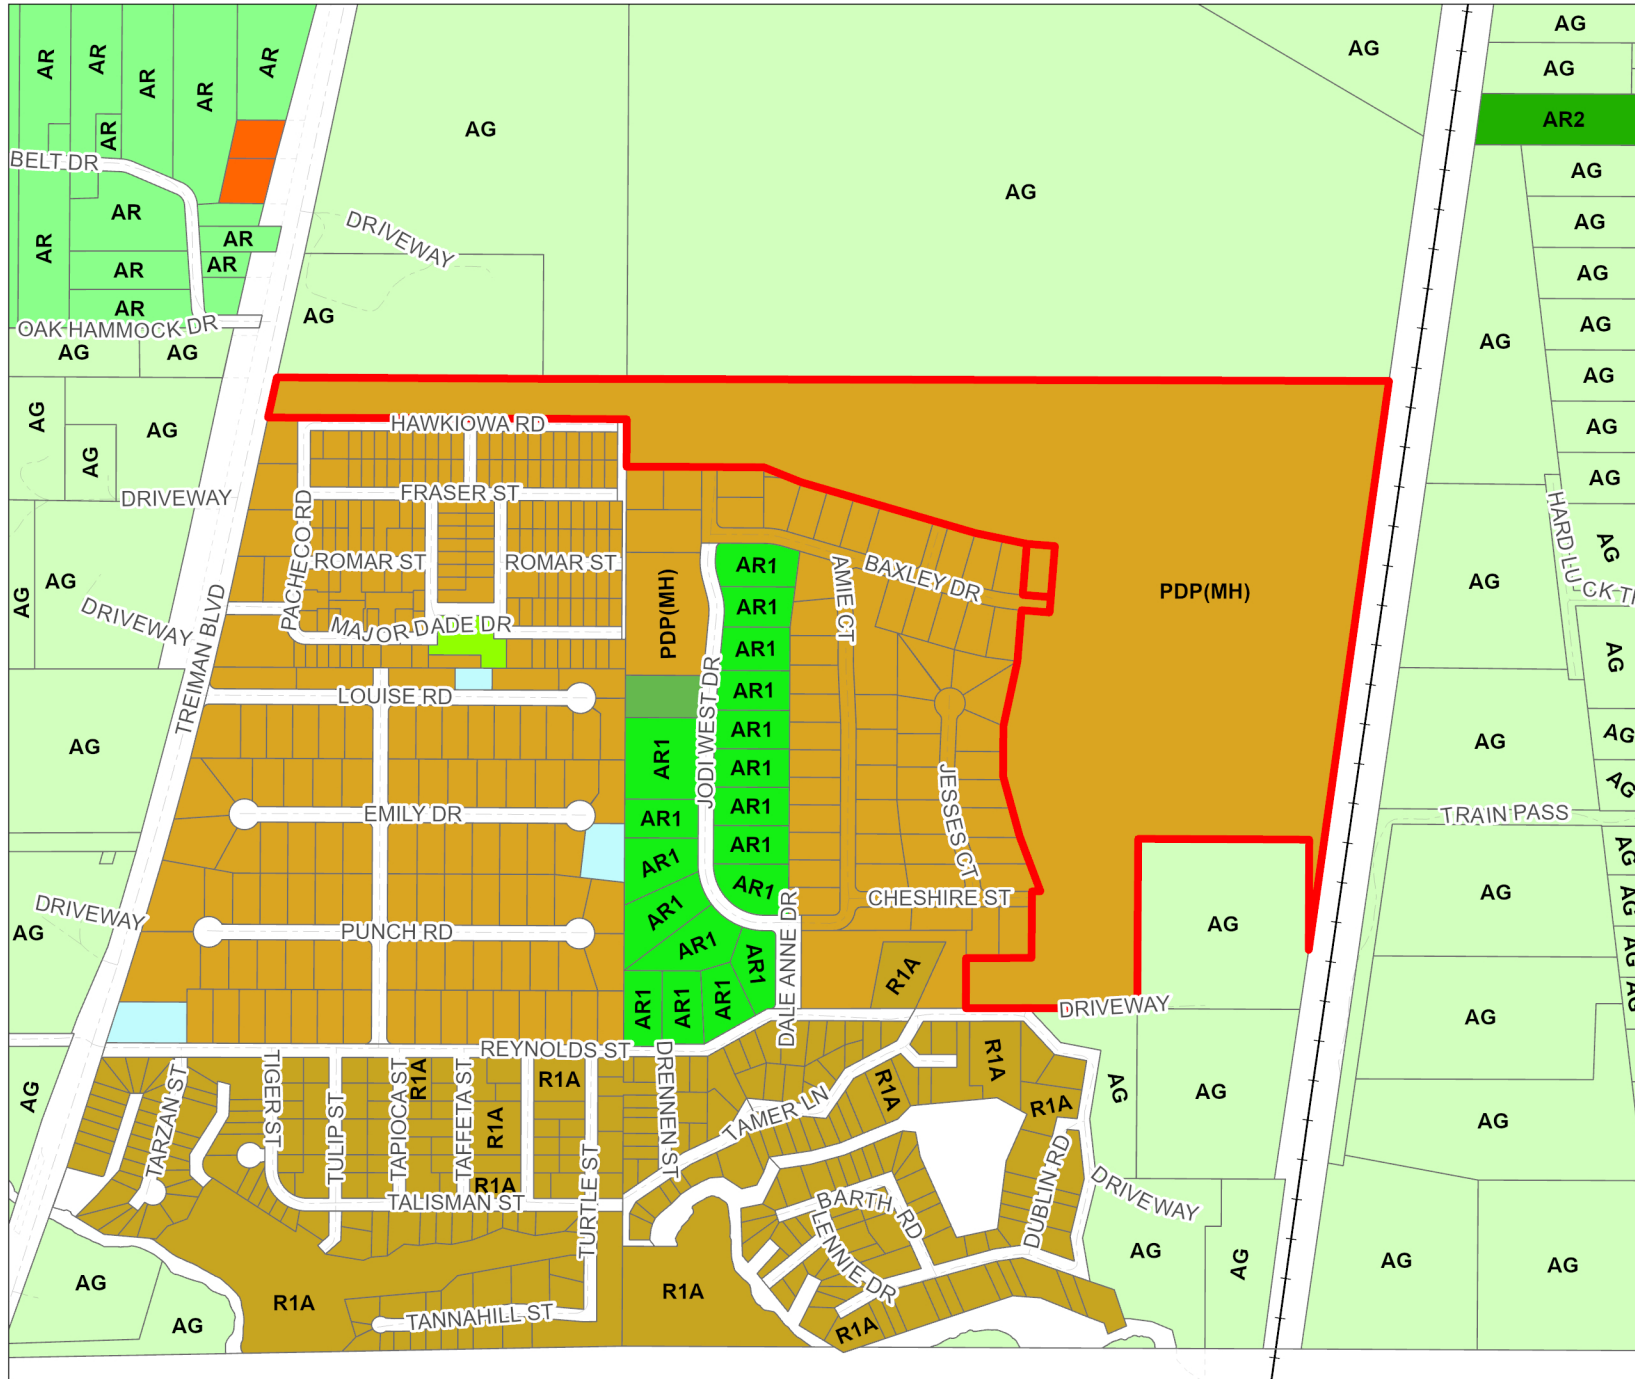 AR
AR
AR
AR
AR
AG
AG
AG
AG
AR2
AG
AR
BELT DR
AG
AG
AR
AR
AR
AR
AR
AR
DRIVEWAY
AG
AG
AG
AG
OAK HAMMOCK DR
AG
AG
AG
AG
AG
AG
AG
AG
AG
DRIVEWAY
HAWKIOWA RD
FRASER ST
PACHECO RD
ROMAR ST
ROMAR ST
MAJOR DADE DR
AG
AG
DRIVEWAY
TREIMAN BLVD
PDP(MH)
AR1
AR1
AR1
AR1
AR1
AR1
AR1
AR1
AR1
JODI WEST DR
AMIE CT
BAXLEY DR
PDP(MH)
AG
HARD LUCK TR
AG
AG
AG
AG
AG
AG
TRAIN PASS
LOUISE RD
AG
EMILY DR
AR1
AR1
AR1
AR1
AR1
AR1
AR1
AR1
AR1
JESSES CT
CHESHIRE ST
DALE ANNE DR
R1A
AG
AG
AG
AG
AG
AG
DRIVEWAY
AG
PUNCH RD
DRIVEWAY
AG
AG
REYNOLDS ST
AG
TARZAN ST
TIGER ST
TULIP ST
TAPIOCA ST
R1A
TAFFETA ST
R1A
R1A
R1A
TURTLE ST
DRENNEN ST
TAMER LN
R1A
R1A
R1A
AG
AG
AG
TALISMAN ST
BARTH RD
LENNIE DR
DUBLIN RD
DRIVEWAY
AG
AG
AG
AG
AG
AG
R1A
TANNAHILL ST
R1A
R1A